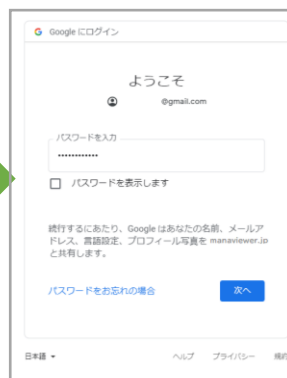 Google にログイン
ようこそ
@gmail.com
パスワードを入力
••••••••••••
パスワードを表示します
続行するにあたり、Google はあなたの名前、メールア
ドレス、言語設定、プロフィール写真を manaviewer.jp
と共有します。
パスワードをお忘れの場合
次へ
日本語
ヘルプ プライバシー 規約